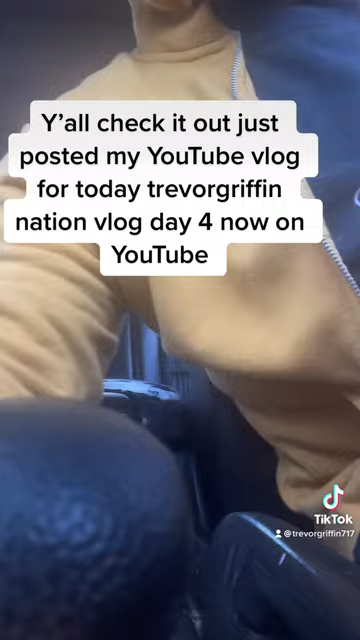 Y’all check it out just
posted my YouTube vlog
for today trevorgriffin
nation vlog day 4 now on
YouTube
TikTok
@trevorgriffin717